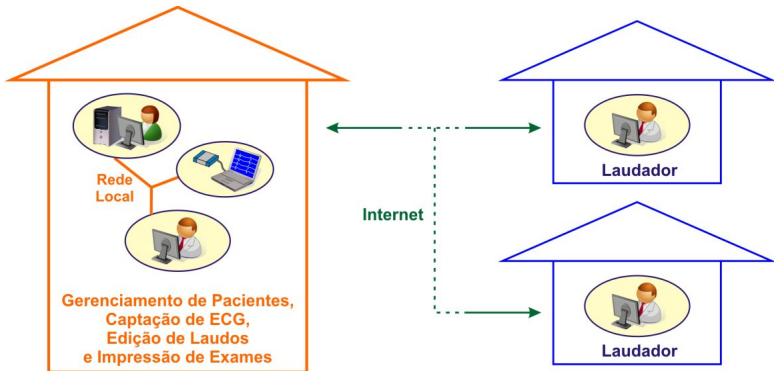 Rede
Local
Gerenciamento de Pacientes,
Captação de ECG,
Edição de Laudos
e Impressão de Exames
Internet
Laudador
Laudador